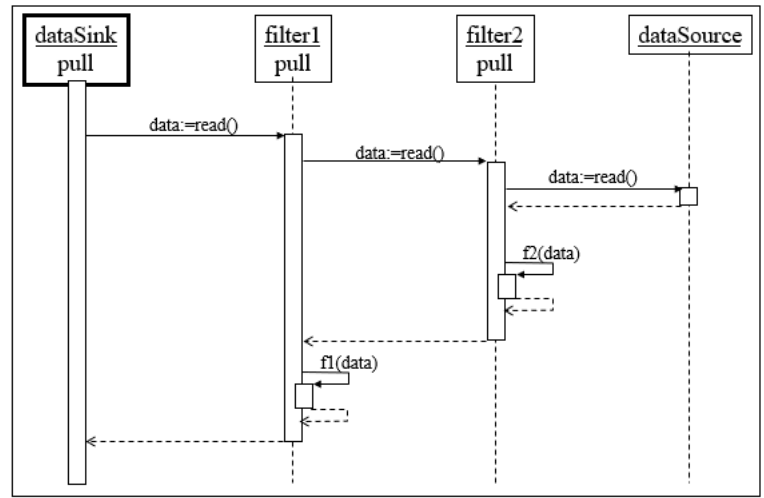 dataSink
pull
filter1
pull
filter2
pull
dataSource
data:=read()
data:=read()
data:=read()
f2(data)
f1(data)